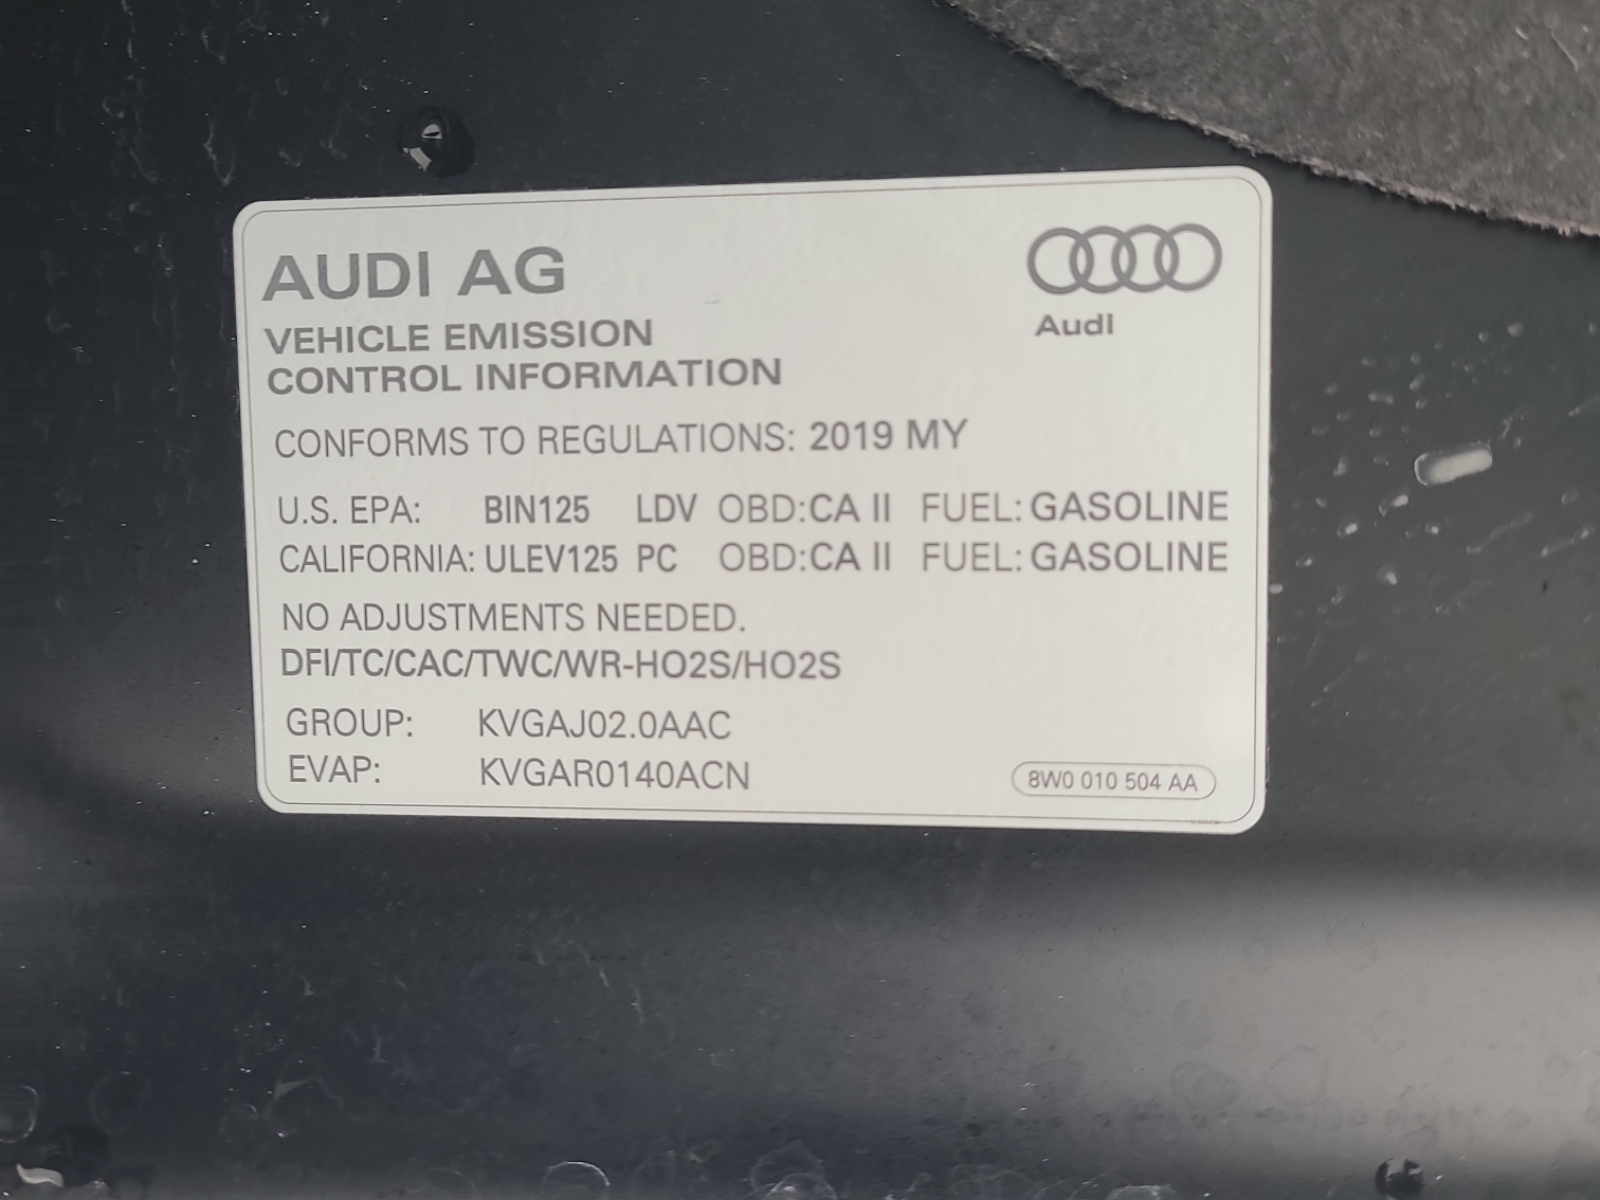 AUDI AG
Audi
VEHICLE EMISSION
CONTROL INFORMATION
CONFORMS TO REGULATIONS: 2019 MY
U.S. EPA: BIN125 LDV OBD:CA II FUEL: GASOLINE
CALIFORNIA: ULEV125 PC OBD:CA II FUEL: GASOLINE
NO ADJUSTMENTS NEEDED.
DFI/TC/CAC/TWC/WR-HO2S/HO2S
GROUP: KVGAJ02.0AAC
EVAP: KVGAR0140ACN
8W0 010 504 AA